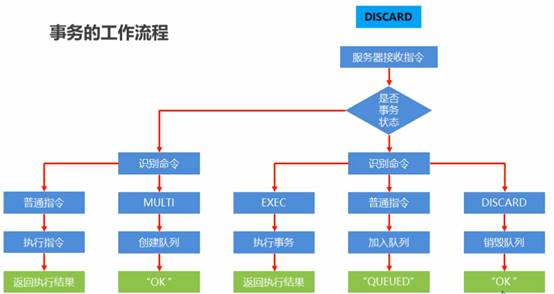 DISCARD
事务的工作流程
服务器接收指令
是否
事务
状态
识别命令
识别命令
普通指令
MULTI
EXEC
普通指令
DISCARD
执行指令
创建队列
执行事务
加入队列
销毁队列
返回执行结果
"OK"
返回执行结果
"QUEUED"
"OK"